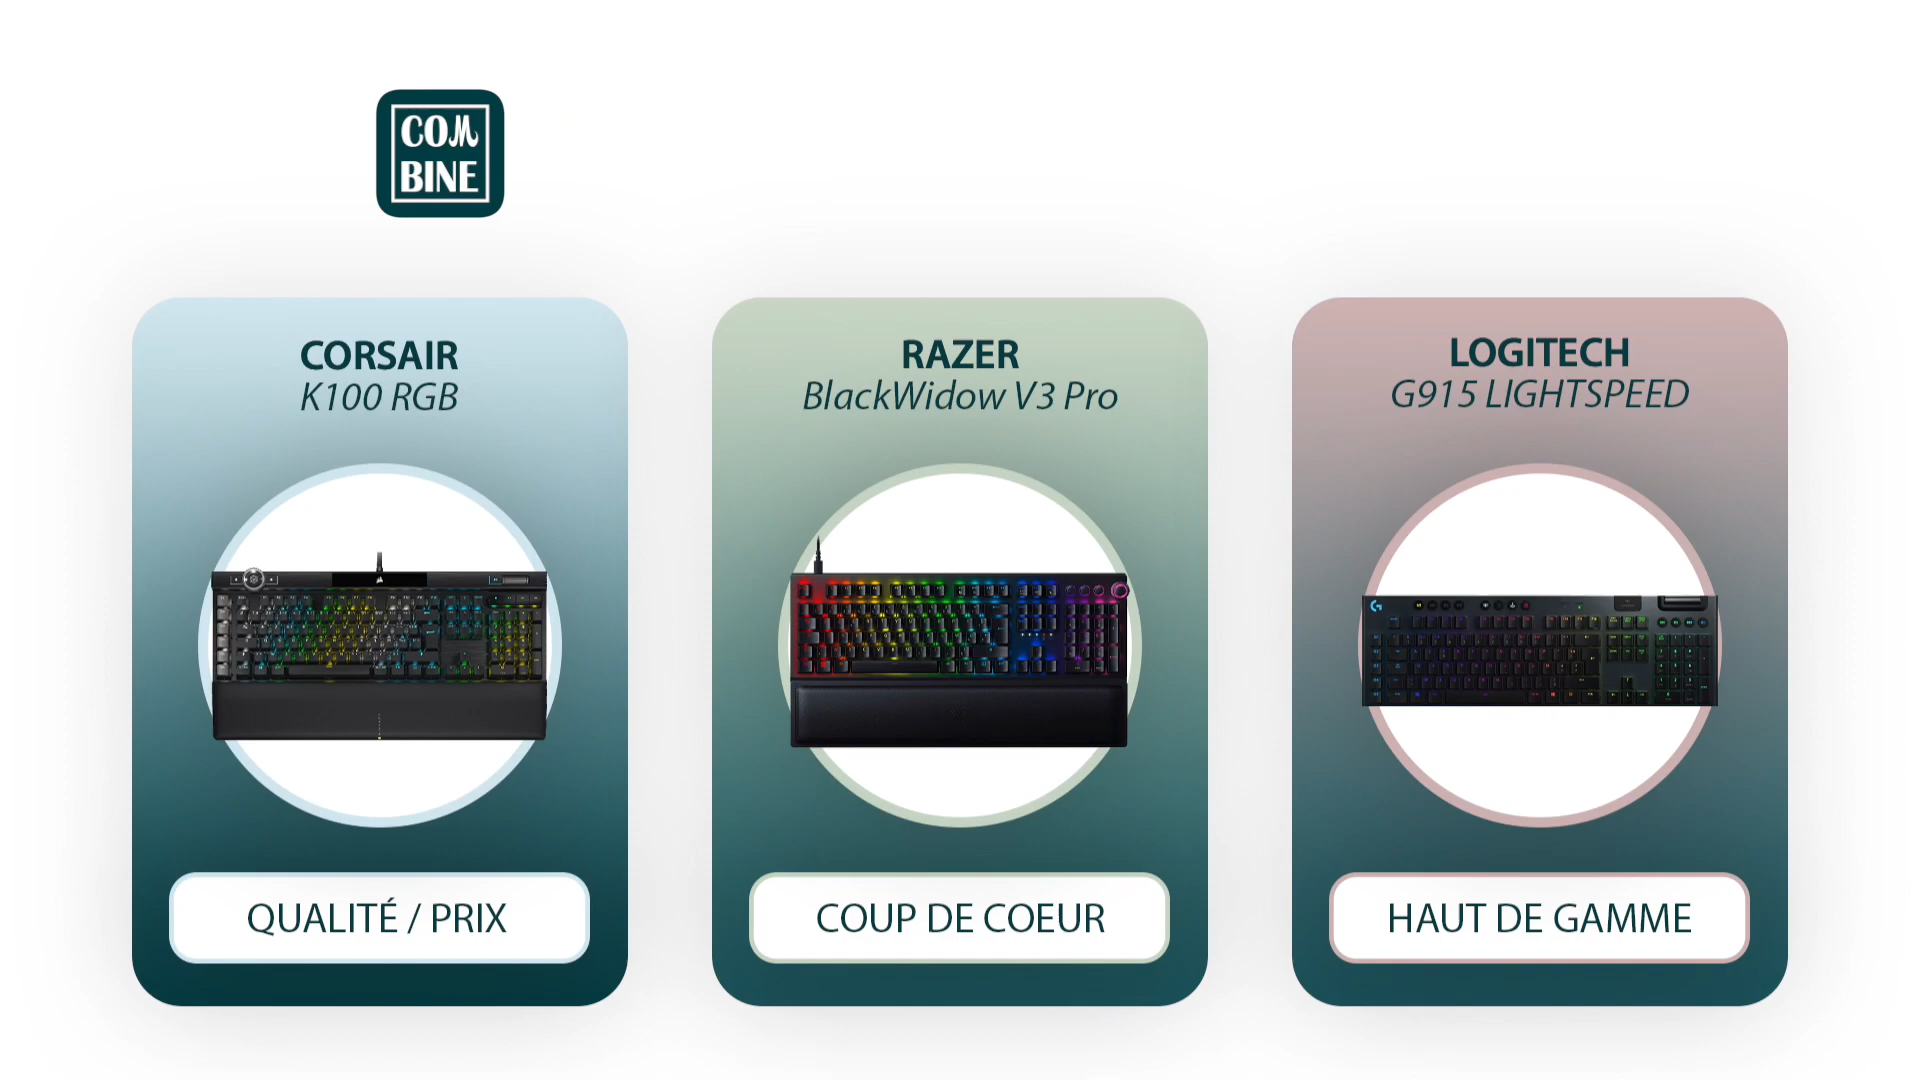 COM
BINE
CORSAIR
K100 RGB
RAZER
BlackWidow V3 Pro
LOGITECH
G915 LIGHTSPEED
QUALITÉ / PRIX
COUP DE COEUR
HAUT DE GAMME